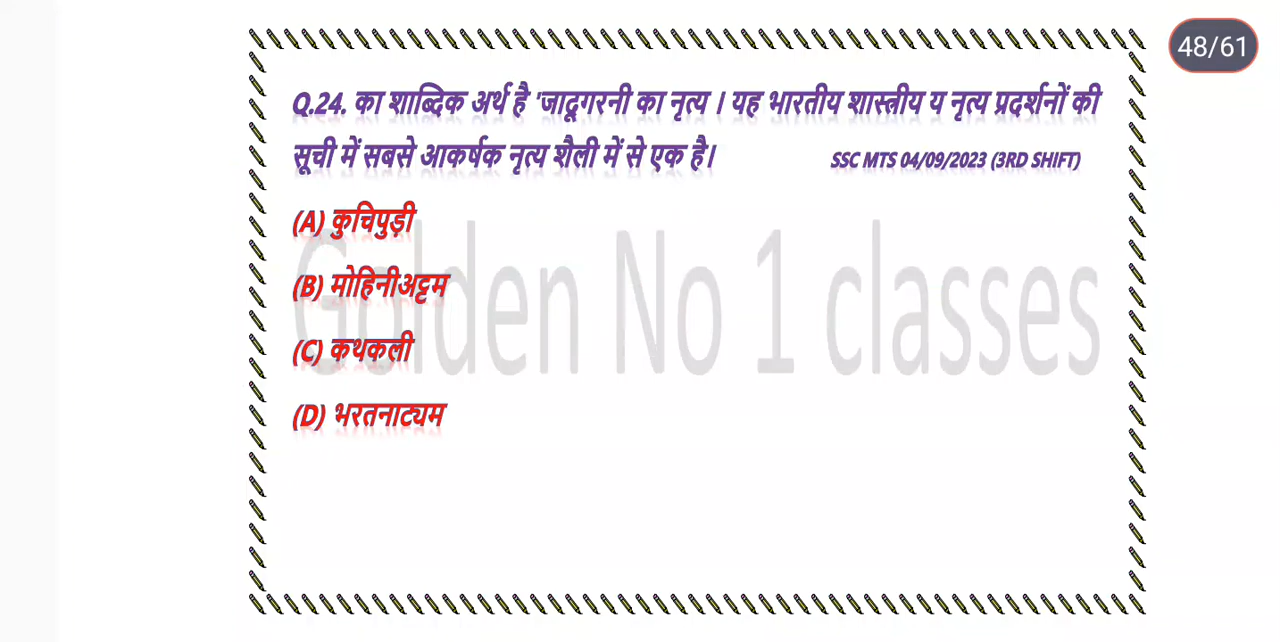 48/61
Q.24. का शाब्दिक अर्थ है 'जादूगरनी का नृत्य । यह भारतीय शास्त्रीय य नृत्य प्रदर्शनों की
सूची में सबसे आकर्षक नृत्य शैली में से एक है।
SSC MTS 04/09/2023 (3RD SHIFT)
(A) कुचिपुड़ी
(B) मोहिनीअट्टम
(C) कथकली
(D) भरतनाट्यम
Golden No 1 classes